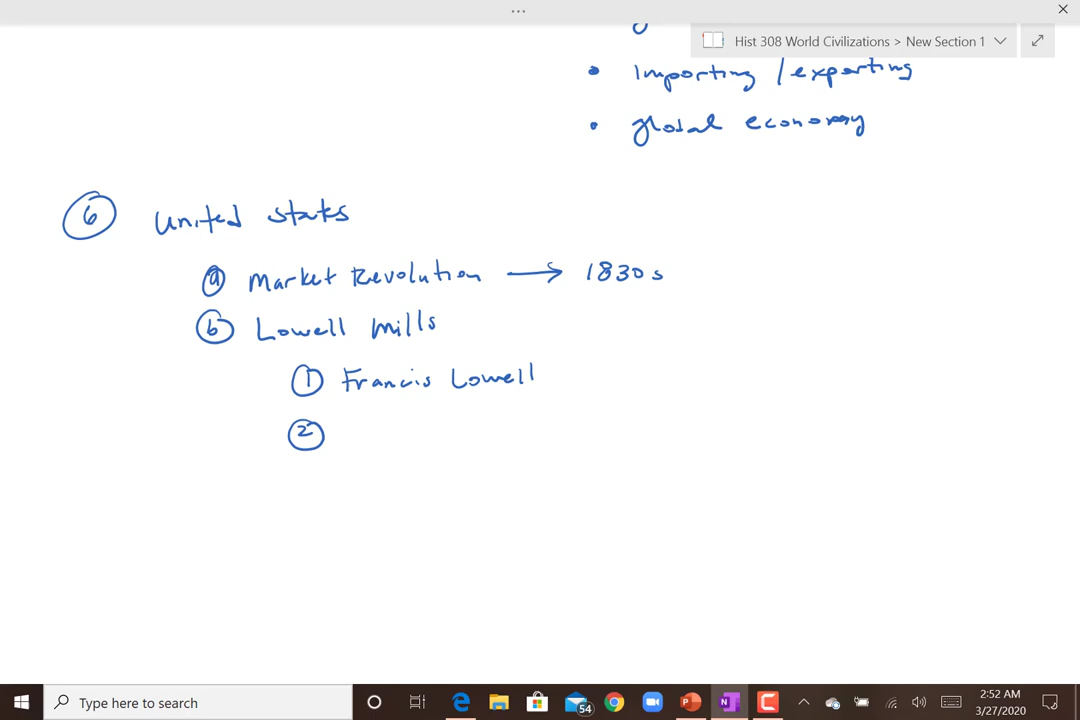 Hist 308 World Civilizations > New Section 1
• Importing / exporting
• global economy
6 United States
a Market Revolution → 1830s
b Lowell Mills
1 Francis Lowell
2
Type here to search
54
2:52 AM
3/27/2020